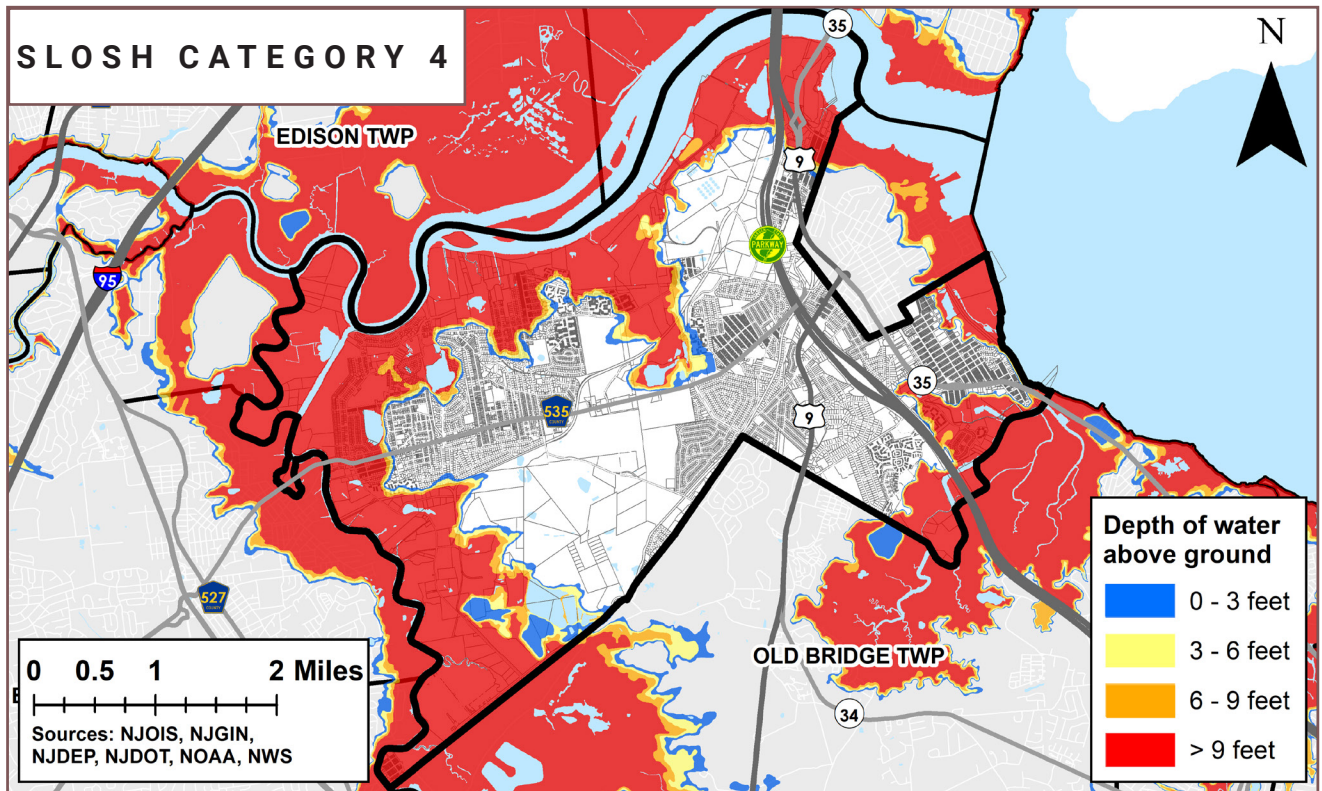 SLOSH CATEGORY 4
35
N
EDISON TWP
9
PARKWAY
95
35
535
COUNTY
9
Depth of water
above ground
0 - 3 feet
3 - 6 feet
6 - 9 feet
> 9 feet
527
COUNTY
OLD BRIDGE TWP
34
0 0.5 1 2 Miles
Sources: NJOIS, NJGIN,
NJDEP, NJDOT, NOAA, NWS